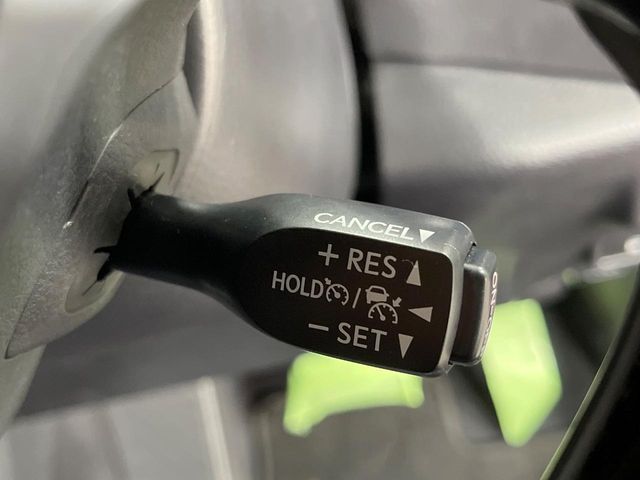 CANCEL▼
+ RES ▲
HOLD /
− SET ▼